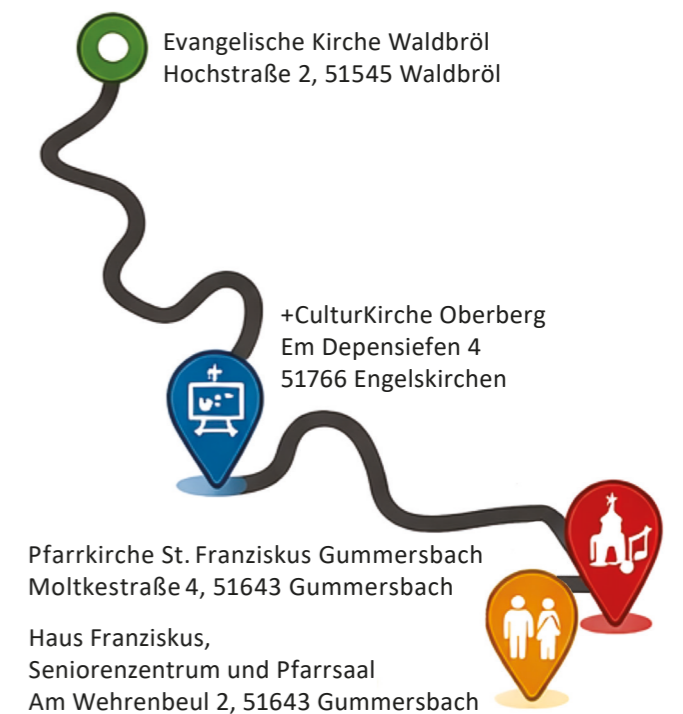 Evangelische Kirche Waldbröl
Hochstraße 2, 51545 Waldbröl
+CulturKirche Oberberg
Em Depensiefen 4
51766 Engelskirchen
Pfarrkirche St. Franziskus Gummersbach
Moltkestraße 4, 51643 Gummersbach
Haus Franziskus,
Seniorenzentrum und Pfarrsaal
Am Wehrenbeul 2, 51643 Gummersbach